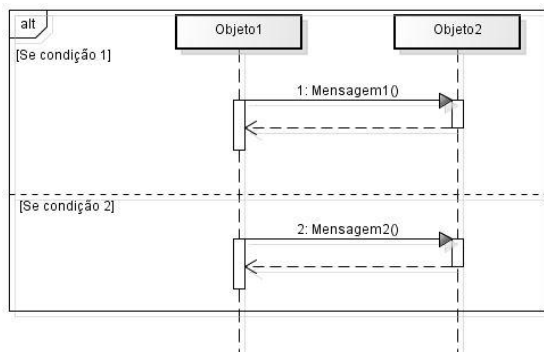 alt
Objeto1
Objeto2
[Se condição 1]
1: Mensagem1()
[Se condição 2]
2: Mensagem2()